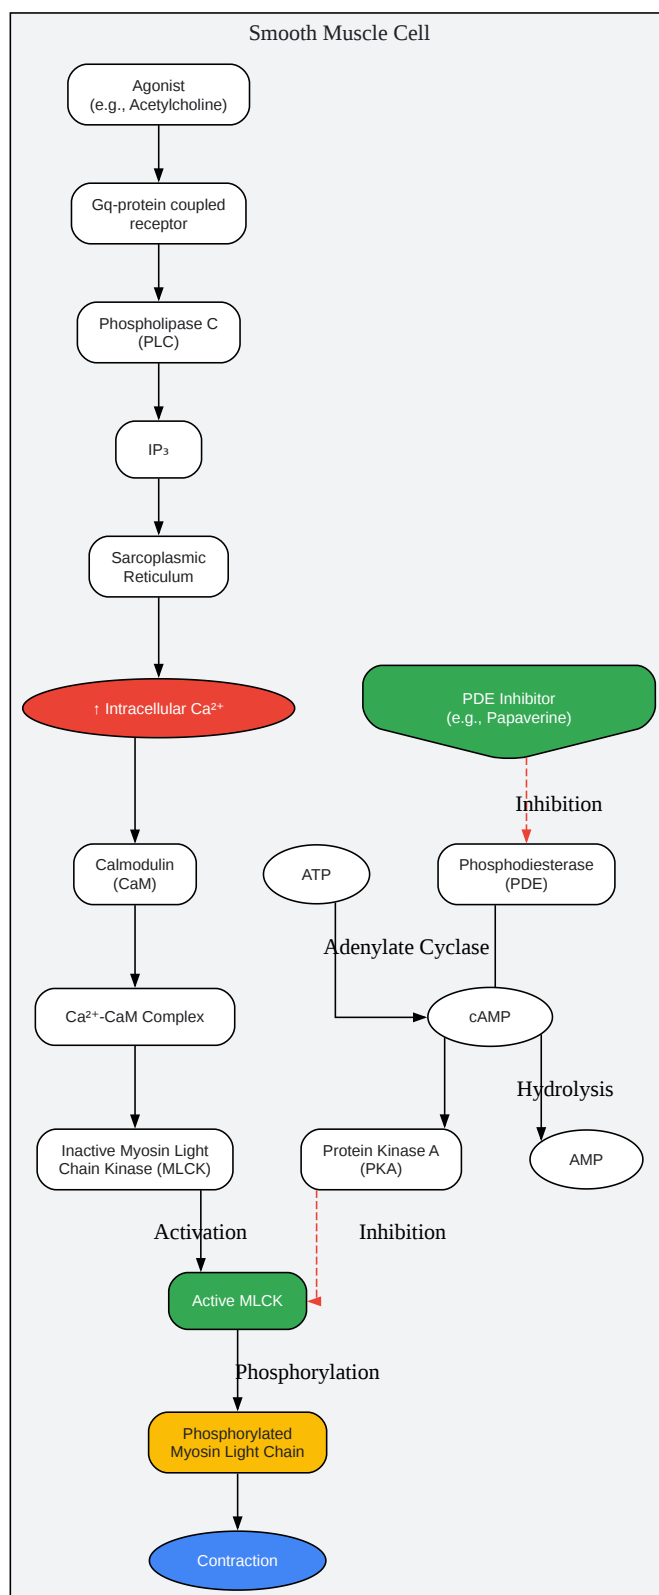 Smooth Muscle Cell
Agonist
(e.g., Acetylcholine)
Gq-protein coupled
receptor
Phospholipase C
(PLC)
IP₃
Sarcoplasmic
Reticulum
↑ Intracellular Ca²⁺
PDE Inhibitor
(e.g., Papaverine)
Inhibition
Calmodulin
(CaM)
ATP
Phosphodiesterase
(PDE)
Adenylate Cyclase
Ca²⁺-CaM Complex
cAMP
Hydrolysis
Inactive Myosin Light
Chain Kinase (MLCK)
Protein Kinase A
(PKA)
AMP
Activation
Inhibition
Active MLCK
Phosphorylation
Phosphorylated
Myosin Light Chain
Contraction